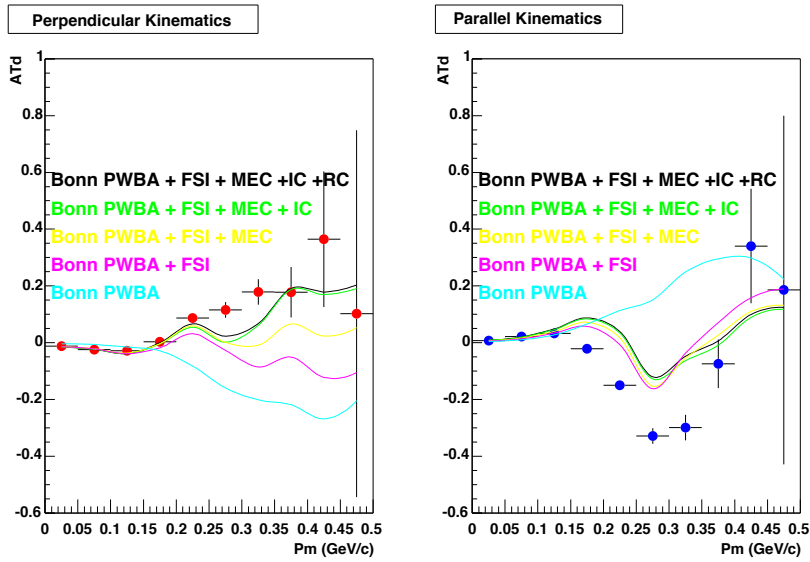 Perpendicular Kinematics
ATd
1
0.8
0.6
0.4
0.2
0
-0.2
-0.4
-0.6
Bonn PWBA + FSI + MEC +IC +RC
Bonn PWBA + FSI + MEC + IC
Bonn PWBA + FSI + MEC
Bonn PWBA + FSI
Bonn PWBA
0 0.05 0.1 0.15 0.2 0.25 0.3 0.35 0.4 0.45 0.5
Pm (GeV/c)
Parallel Kinematics
ATd
1
0.8
0.6
0.4
0.2
0
-0.2
-0.4
-0.6
Bonn PWBA + FSI + MEC +IC +RC
Bonn PWBA + FSI + MEC + IC
Bonn PWBA + FSI + MEC
Bonn PWBA + FSI
Bonn PWBA
0 0.05 0.1 0.15 0.2 0.25 0.3 0.35 0.4 0.45 0.5
Pm (GeV/c)